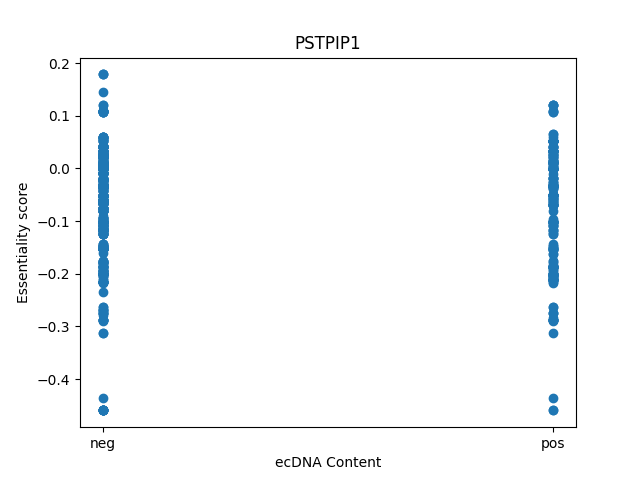 PSTPIP1
Essentiality score
0.2
0.1
0.0
−0.1
−0.2
−0.3
−0.4
neg
pos
ecDNA Content